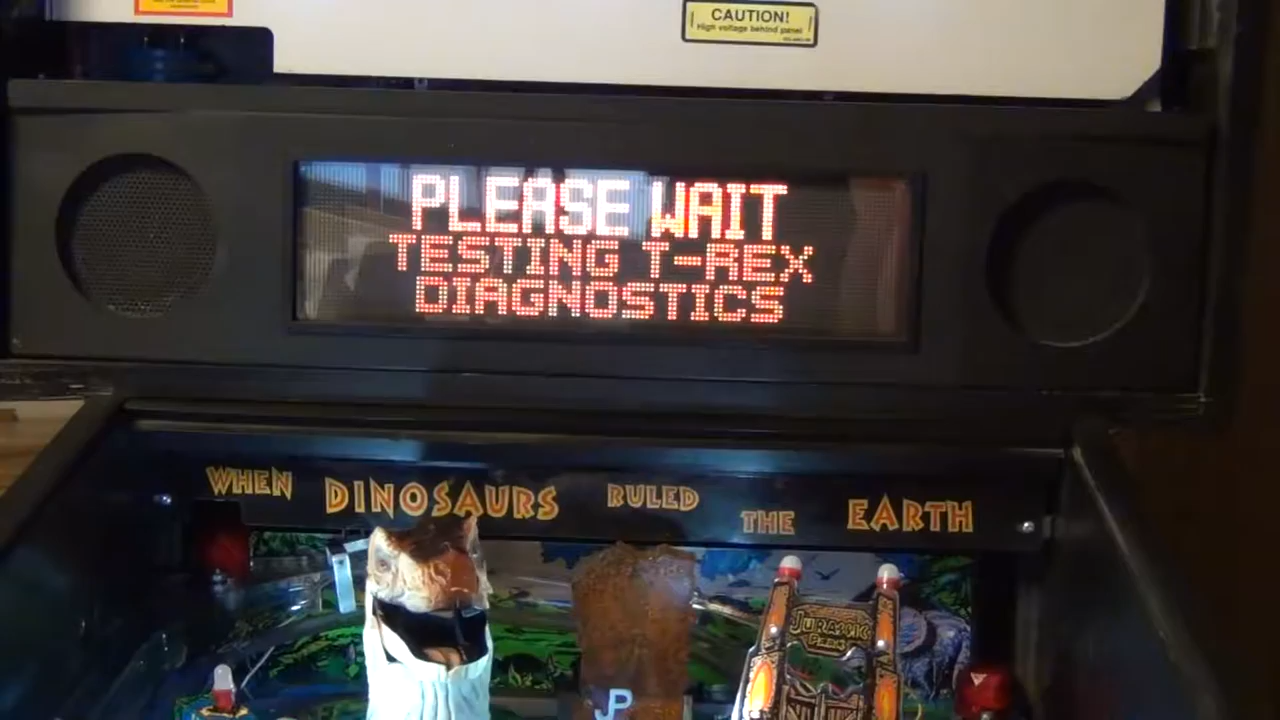 CAUTION!
High voltage behind panel
PLEASE WAIT
TESTING T-REX
DIAGNOSTICS
WHEN DINOSAURS RULED THE EARTH
JURASSIC
PARK
JP